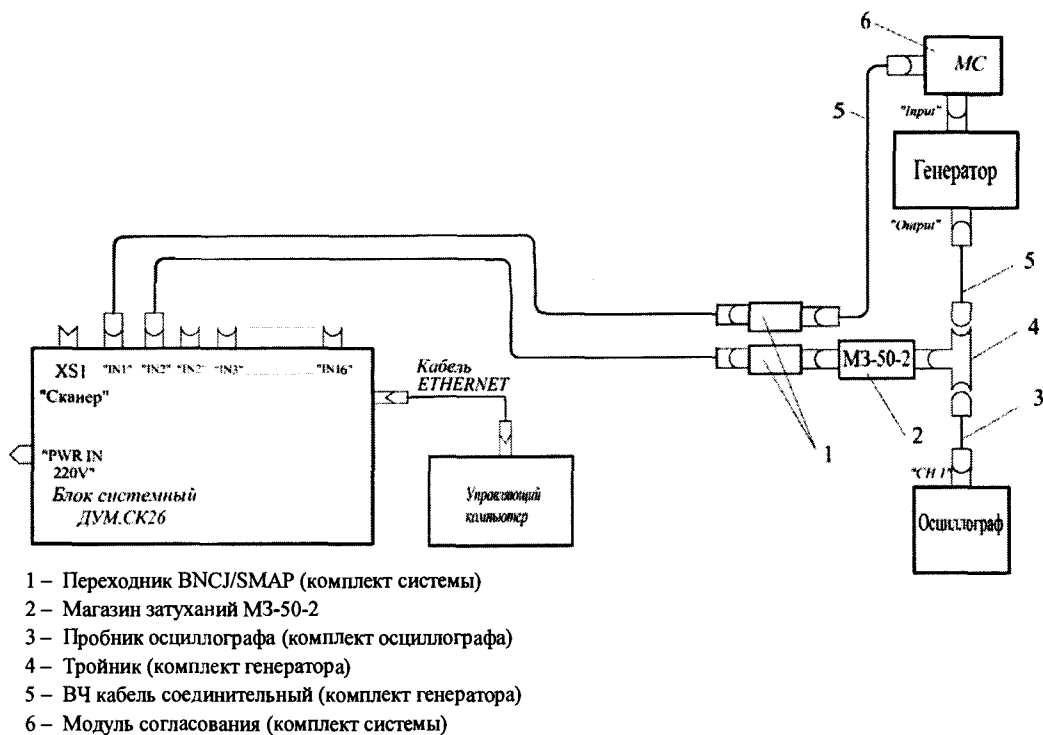 6
МС
5
"Input"
Генератор
"Output"
5
4
XS1 "IN1" "IN2" "IN2" "IN3" "IN16"
Кабель
ETHERNET
МЗ-50-2
"Сканер"
3
1
2
"PWR IN
220V"
"CH 1"
Блок системный
ДУМ.СК26
Управляющий
компьютер
Осциллограф
1 – Переходник BNCJ/SMAP (комплект системы)
2 – Магазин затуханий МЗ-50-2
3 – Пробник осциллографа (комплект осциллографа)
4 – Тройник (комплект генератора)
5 – ВЧ кабель соединительный (комплект генератора)
6 – Модуль согласования (комплект системы)